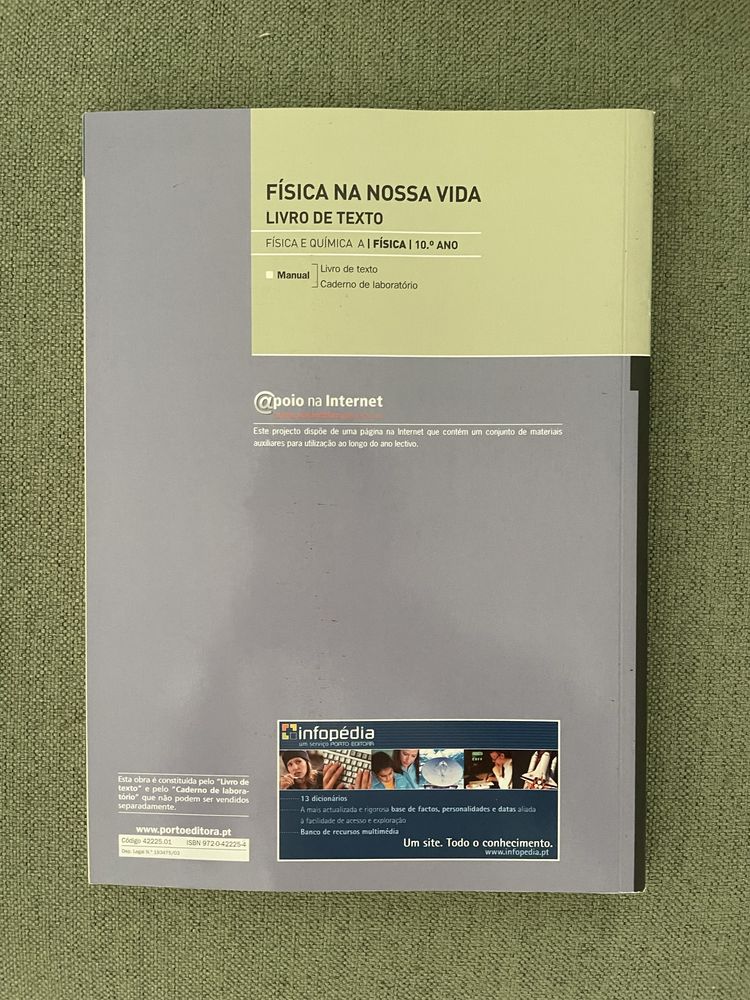 FÍSICA NA NOSSA VIDA
LIVRO DE TEXTO
FÍSICA E QUÍMICA A | FÍSICA | 10.º ANO
Manual
Livro de texto
Caderno de laboratório
@poio na Internet
Este projecto dispõe de uma página na Internet que contém um conjunto de materiais
auxiliares para utilização ao longo do ano lectivo.
infopédia
um serviço PORTO EDITORA
13 dicionários
A mais actualizada e rigorosa base de factos, personalidades e datas aliada
à facilidade de acesso e exploração
Banco de recursos multimédia
Um site. Todo o conhecimento.
www.infopedia.pt
Esta obra é constituída pelo "Livro de
texto" e pelo "Caderno de labora-
tório" que não podem ser vendidos
separadamente.
www.portoeditora.pt
Código 42225.01 ISBN 972-0-42225-4
Dep. Legal N.º 193475/03